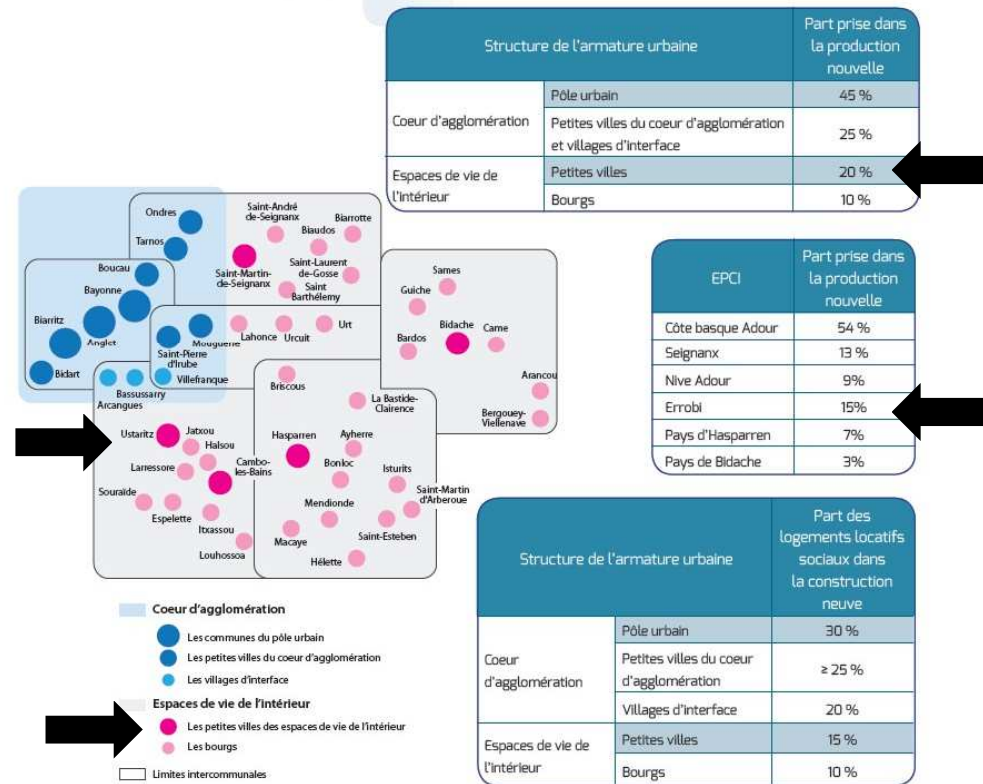 Structure de l'armature urbaine
Part prise dans
la production
nouvelle
Coeur d'agglomération
Pôle urbain
45 %
Petites villes du coeur d'agglomération
et villages d'interface
25 %
Espaces de vie de
l'intérieur
Petites villes
20 %
Bourgs
10 %
EPCI
Part prise dans
la production
nouvelle
Côte basque Adour
54 %
Seignanx
13 %
Nive Adour
9%
Errobi
15%
Pays d'Hasparren
7%
Pays de Bidache
3%
Ondres
Tarnos
Saint-André
de-Seignanx
Biarrotte
Biaudos
Saint-Martin-
de-Seignanx
Saint-Laurent
de-Gosse
Saint
Barthélemy
Boucau
Bayonne
Biarritz
Anglet
Bidart
Saint-Pierre
d'Irube
Mouguerre
Lahonce
Urcuit
Urt
Villefranque
Bassussarry
Arcangues
Sames
Guiche
Bidache
Came
Bardos
Arancou
Bergouey-
Viellenave
Briscous
La Bastide-
Clairence
Ustaritz
Jatxou
Halsou
Larressore
Cambo-
les-Bains
Souraïde
Espelette
Itxassou
Louhossoa
Hasparren
Ayherre
Bonloc
Isturits
Saint-Martin
d'Arberoue
Mendionde
Macaye
Saint-Esteben
Hélette
Coeur d'agglomération
Les communes du pôle urbain
Les petites villes du coeur d'agglomération
Les villages d'interface
Espaces de vie de l'intérieur
Les petites villes des espaces de vie de l'intérieur
Les bourgs
Limites intercommunales
Structure de l'armature urbaine
Part des
logements locatifs
sociaux dans
la construction
neuve
Coeur
d'agglomération
Pôle urbain
30 %
Petites villes du coeur
d'agglomération
≥ 25 %
Villages d'interface
20 %
Espaces de vie de
l'intérieur
Petites villes
15 %
Bourgs
10 %